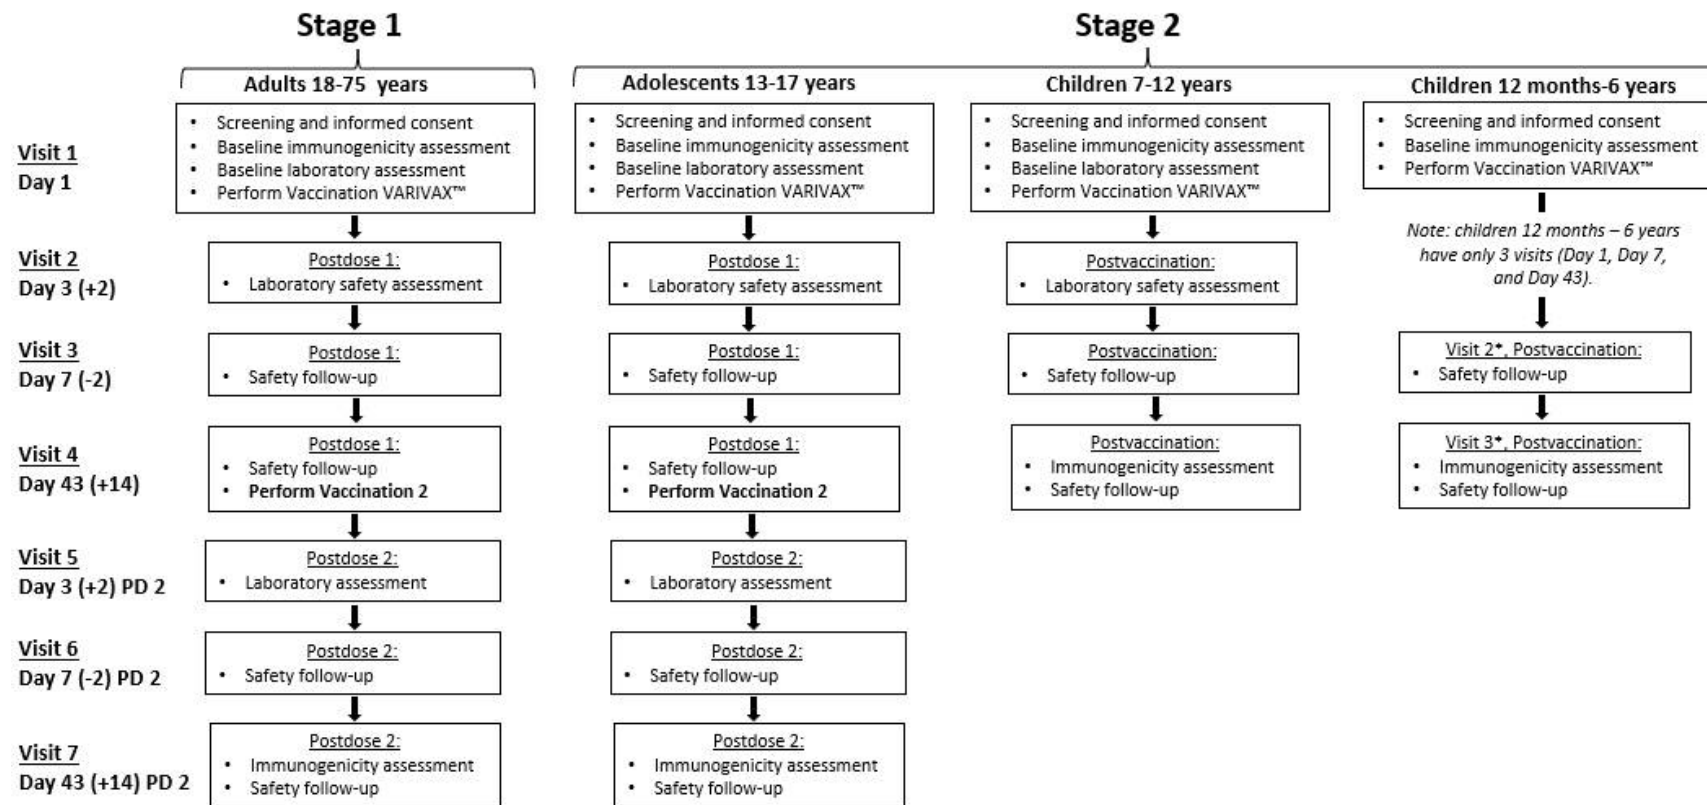 Stage 1
Stage 2
Adults 18-75 years
Adolescents 13-17 years
Children 7-12 years
Children 12 months-6 years
Visit 1
Day 1
• Screening and informed consent
• Baseline immunogenicity assessment
• Baseline laboratory assessment
• Perform Vaccination VARIVAX™
• Screening and informed consent
• Baseline immunogenicity assessment
• Baseline laboratory assessment
• Perform Vaccination VARIVAX™
• Screening and informed consent
• Baseline immunogenicity assessment
• Baseline laboratory assessment
• Perform Vaccination VARIVAX™
• Screening and informed consent
• Baseline immunogenicity assessment
• Perform Vaccination VARIVAX™
Visit 2
Day 3 (+2)
Postdose 1:
• Laboratory safety assessment
Postdose 1:
• Laboratory safety assessment
Postvaccination:
• Laboratory safety assessment
Note: children 12 months – 6 years
have only 3 visits (Day 1, Day 7,
and Day 43).
Visit 3
Day 7 (-2)
Postdose 1:
• Safety follow-up
Postdose 1:
• Safety follow-up
Postvaccination:
• Safety follow-up
Visit 2*, Postvaccination:
• Safety follow-up
Visit 4
Day 43 (+14)
Postdose 1:
• Safety follow-up
• Perform Vaccination 2
Postdose 1:
• Safety follow-up
• Perform Vaccination 2
Postvaccination:
• Immunogenicity assessment
• Safety follow-up
Visit 3*, Postvaccination:
• Immunogenicity assessment
• Safety follow-up
Visit 5
Day 3 (+2) PD 2
Postdose 2:
• Laboratory assessment
Postdose 2:
• Laboratory assessment
Visit 6
Day 7 (-2) PD 2
Postdose 2:
• Safety follow-up
Postdose 2:
• Safety follow-up
Visit 7
Day 43 (+14) PD 2
Postdose 2:
• Immunogenicity assessment
• Safety follow-up
Postdose 2:
• Immunogenicity assessment
• Safety follow-up